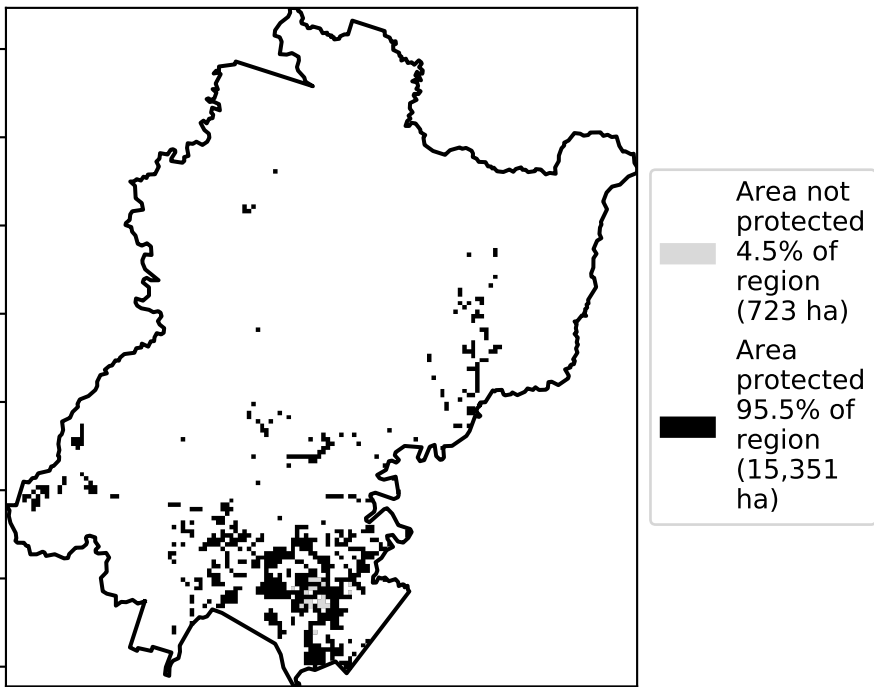 Area not
protected
4.5% of
region
(723 ha)
Area
protected
95.5% of
region
(15,351
ha)